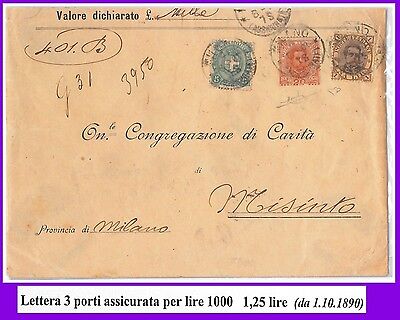 Valore dichiarato £. Mille
401. B
g 31 3950
On.le Congregazione di Carità
di
Misinto
Provincia di Milano
Lettera 3 porti assicurata per lire 1000 1,25 lire (da 1.10.1890)